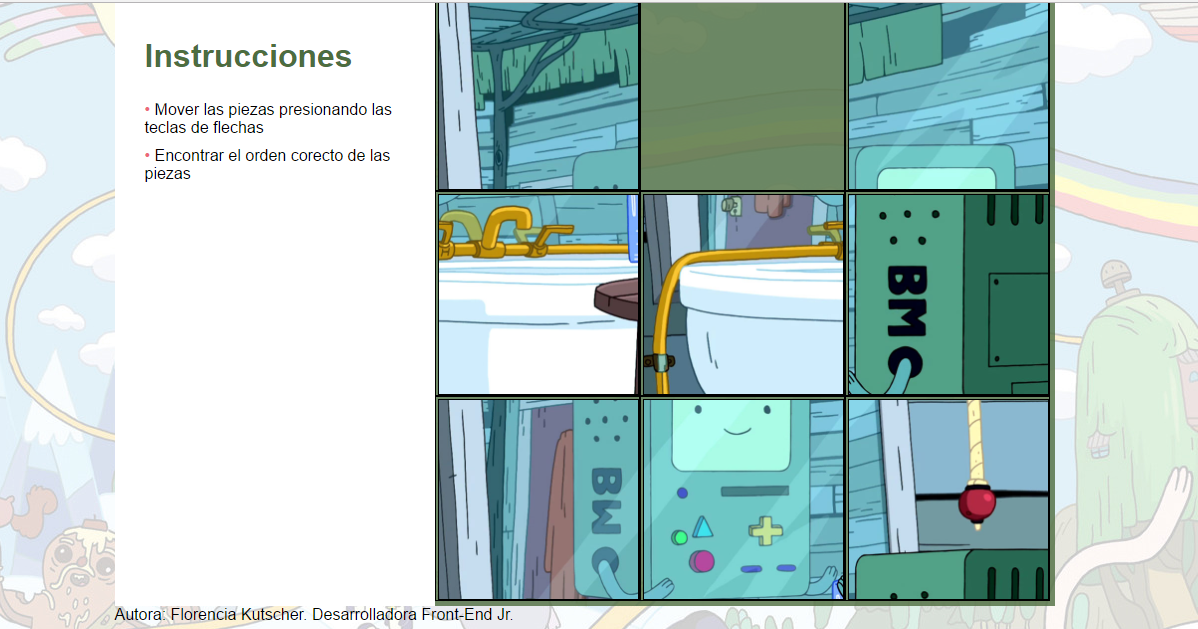 Instrucciones
• Mover las piezas presionando las
teclas de flechas
• Encontrar el orden corecto de las
piezas
BMO
BMO
Autora: Florencia Kutscher. Desarrolladora Front-End Jr.